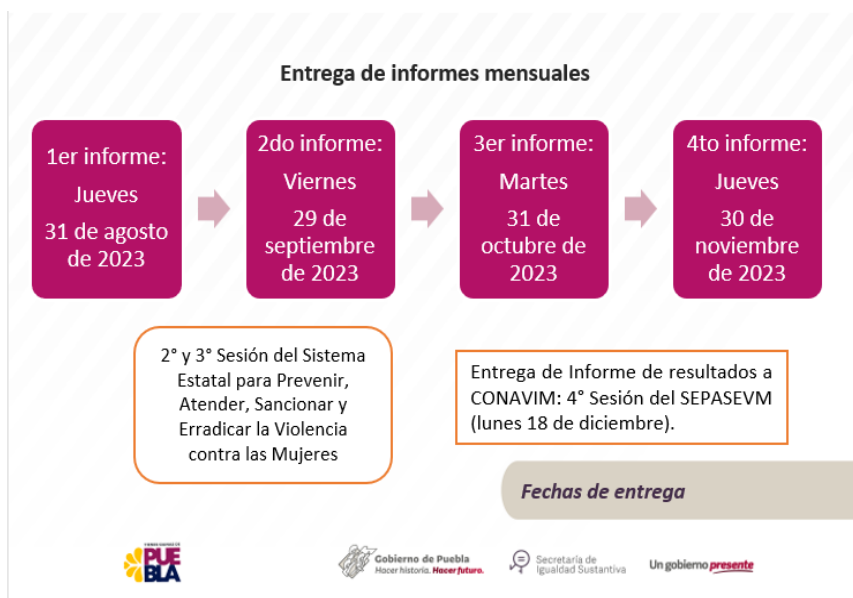 Entrega de informes mensuales
1er informe:
Jueves
31 de agosto
de 2023
2do informe:
Viernes
29 de
septiembre
de 2023
3er informe:
Martes
31 de
octubre de
2023
4to informe:
Jueves
30 de
noviembre
de 2023
2° y 3° Sesión del Sistema
Estatal para Prevenir,
Atender, Sancionar y
Erradicar la Violencia
contra las Mujeres
Entrega de Informe de resultados a
CONAVIM: 4° Sesión del SEPASEVM
(lunes 18 de diciembre).
Fechas de entrega
PUE
BLA
Gobierno de Puebla
Hacer historia. Hacer futuro.
Secretaría de
Igualdad Sustantiva
Un gobierno presente